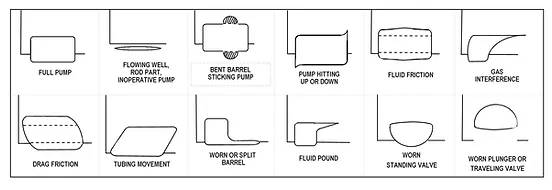 FULL PUMP
FLOWING WELL,
ROD PART,
INOPERATIVE PUMP
BENT BARREL
STICKING PUMP
PUMP HITTING
UP OR DOWN
FLUID FRICTION
GAS
INTERFERENCE
DRAG FRICTION
TUBING MOVEMENT
WORN OR SPLIT
BARREL
FLUID POUND
WORN
STANDING VALVE
WORN PLUNGER OR
TRAVELING VALVE